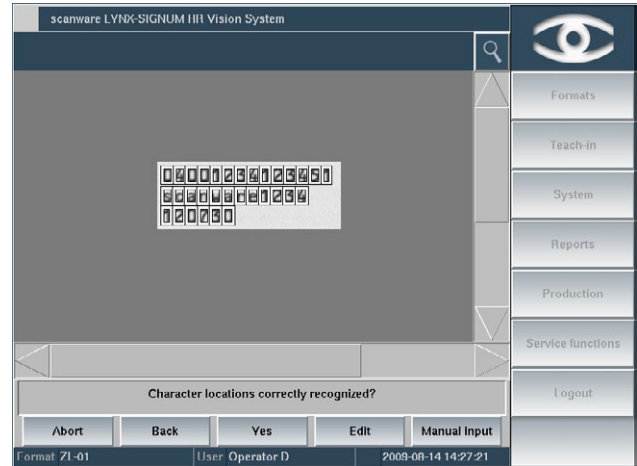 scanware LYNX-SIGNUM HR Vision System
04001234123451
scanware1234
120730
Character locations correctly recognized?
Abort
Back
Yes
Edit
Manual Input
Format ZL-01
User Operator D
2009-08-14 14:27:21
Formats
Teach-in
System
Reports
Production
Service functions
Logout